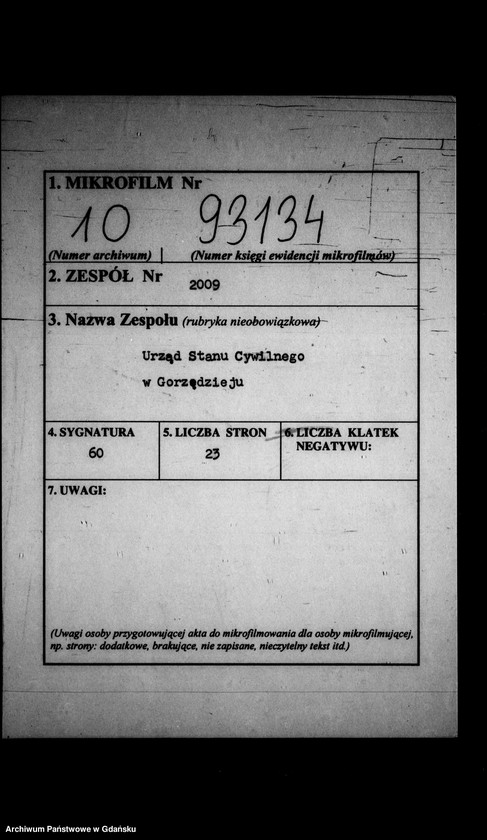 1. MIKROFILM Nr
10 93134
(Numer archiwum) (Numer księgi ewidencji mikrofilmów)
2. ZESPÓŁ Nr
2009
3. Nazwa Zespołu (rubryka nieobowiązkowa)
Urząd Stanu Cywilnego
w Gorzędzieju
4. SYGNATURA 5. LICZBA STRON 6. LICZBA KLATEK
NEGATYWU:
60 23
7. UWAGI:
(Uwagi osoby przygotowującej akta do mikrofilmowania dla osoby mikrofilmującej,
np. strony: dodatkowe, brakujące, nie zapisane, nieczytelny tekst itd.)
Archiwum Państwowe w Gdańsku